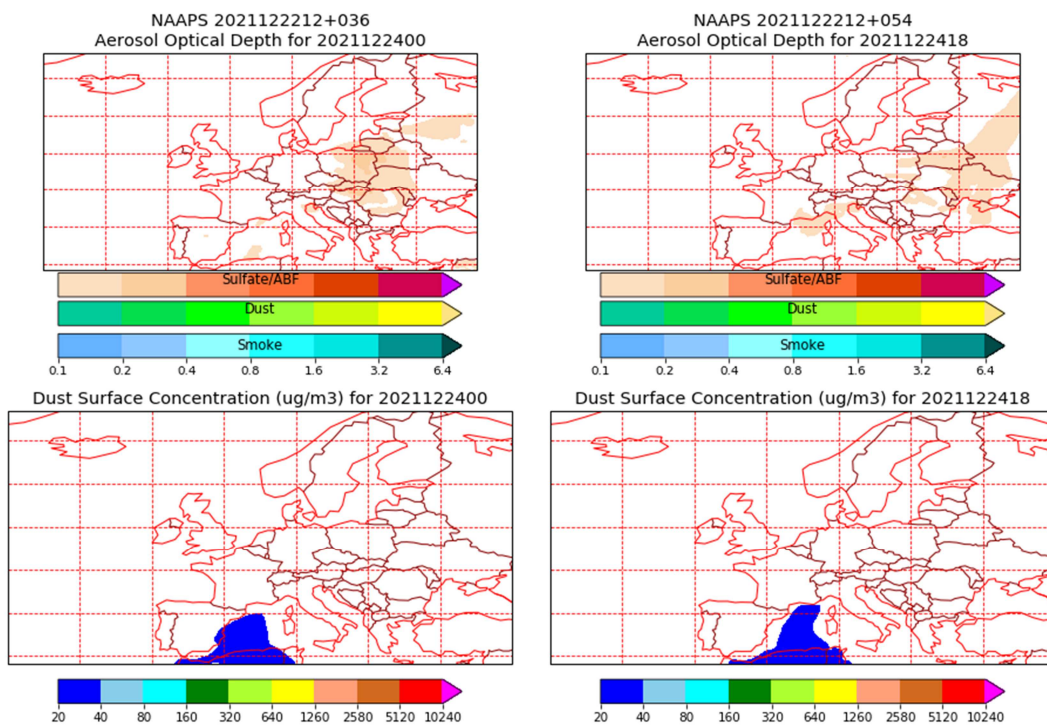 NAAPS 2021122212+036
Aerosol Optical Depth for 2021122400
Sulfate/ABF
Dust
Smoke
0.1 0.2 0.4 0.8 1.6 3.2 6.4
NAAPS 2021122212+054
Aerosol Optical Depth for 2021122418
Sulfate/ABF
Dust
Smoke
0.1 0.2 0.4 0.8 1.6 3.2 6.4
Dust Surface Concentration (ug/m3) for 2021122400
20 40 80 160 320 640 1260 2580 5120 10240
Dust Surface Concentration (ug/m3) for 2021122418
20 40 80 160 320 640 1260 2580 5120 10240